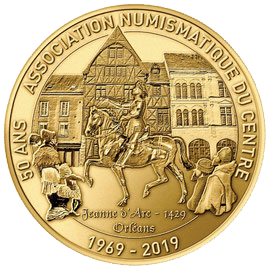 50 ANS ASSOCIATION NUMISMATIQUE DU CENTRE
Jeanne d'Arc - 1429
Orléans
1969 - 2019